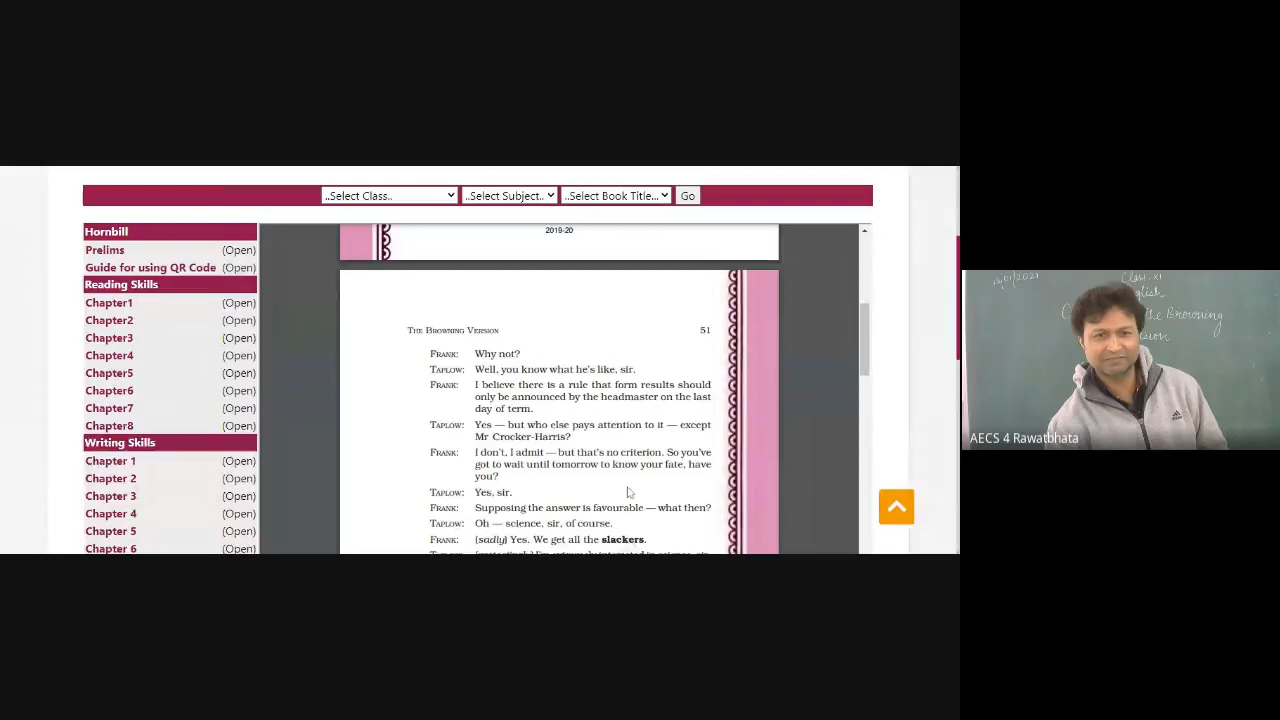 ..Select Class.. ..Select Subject.. ..Select Book Title... Go
Hornbill
Prelims (Open)
Guide for using QR Code (Open)
Reading Skills
Chapter1 (Open)
Chapter2 (Open)
Chapter3 (Open)
Chapter4 (Open)
Chapter5 (Open)
Chapter6 (Open)
Chapter7 (Open)
Chapter8 (Open)
Writing Skills
Chapter 1 (Open)
Chapter 2 (Open)
Chapter 3 (Open)
Chapter 4 (Open)
Chapter 5 (Open)
Chapter 6 (Open)
2019-20
THE BROWNING VERSION 51
FRANK: Why not?
TAPLOW: Well, you know what he's like, sir.
FRANK: I believe there is a rule that form results should
only be announced by the headmaster on the last
day of term.
TAPLOW: Yes — but who else pays attention to it — except
Mr Crocker-Harris?
FRANK: I don't, I admit — but that's no criterion. So you've
got to wait until tomorrow to know your fate, have
you?
TAPLOW: Yes, sir.
FRANK: Supposing the answer is favourable — what then?
TAPLOW: Oh — science, sir, of course.
FRANK: (sadly) Yes. We get all the slackers.
Class: XI
The Browning
AECS 4 Rawatbhata